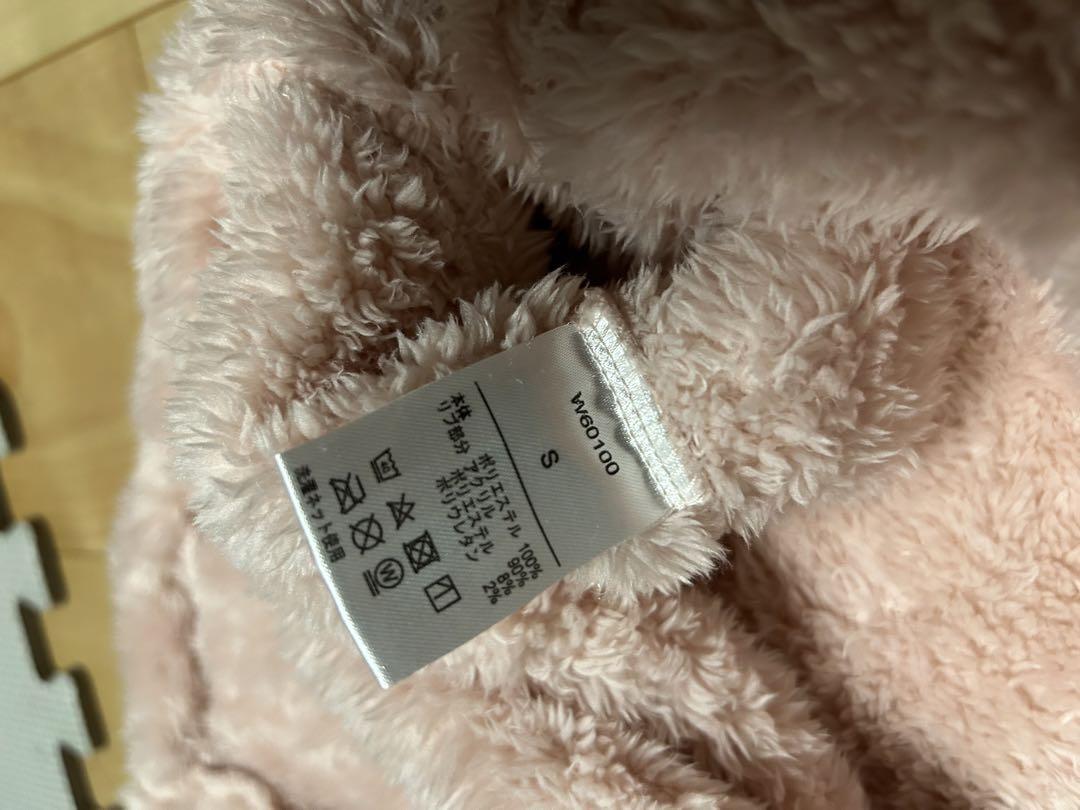 W60100
S
本体 ポリエステル 100%
リブ部分 アクリル 90%
ポリエステル 8%
ポリウレタン 2%
W
洗濯ネット使用